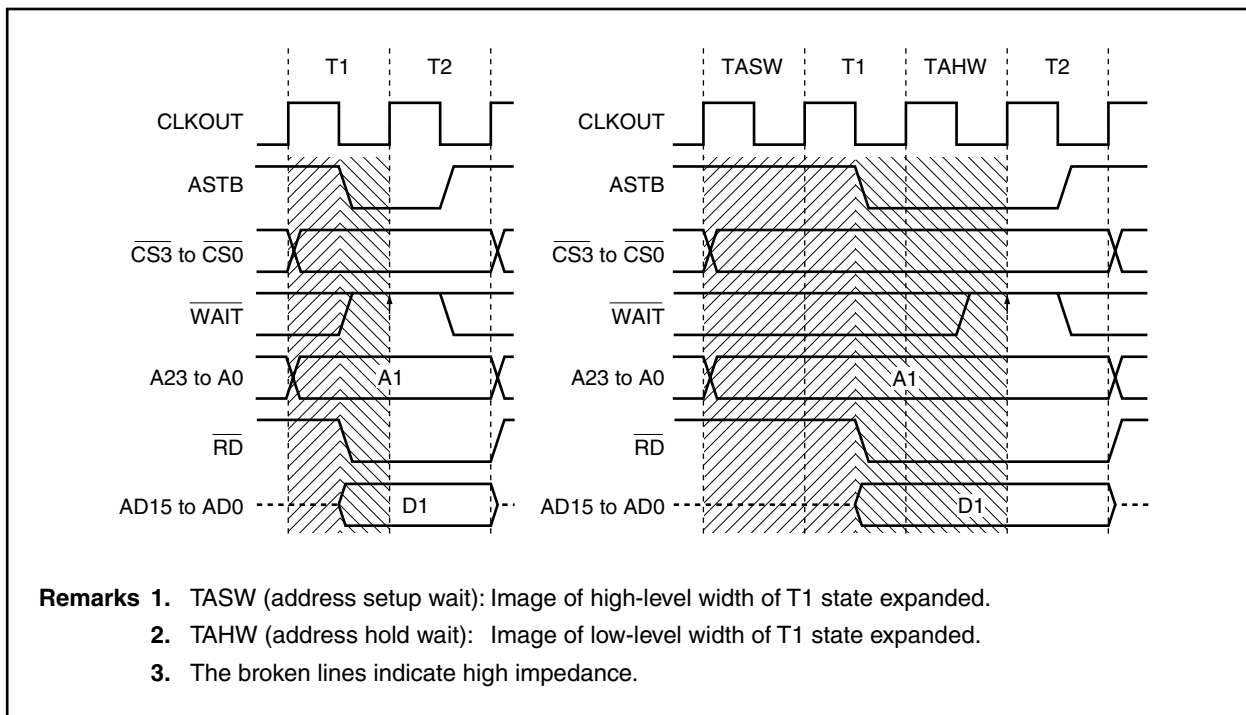 T1 T2 TASW T1 TAHW T2
CLKOUT CLKOUT
ASTB ASTB
CS3 to CS0 CS3 to CS0
WAIT WAIT
A23 to A0 A1 A23 to A0 A1
RD RD
AD15 to AD0 D1 AD15 to AD0 D1
Remarks 1. TASW (address setup wait): Image of high-level width of T1 state expanded.
2. TAHW (address hold wait): Image of low-level width of T1 state expanded.
3. The broken lines indicate high impedance.